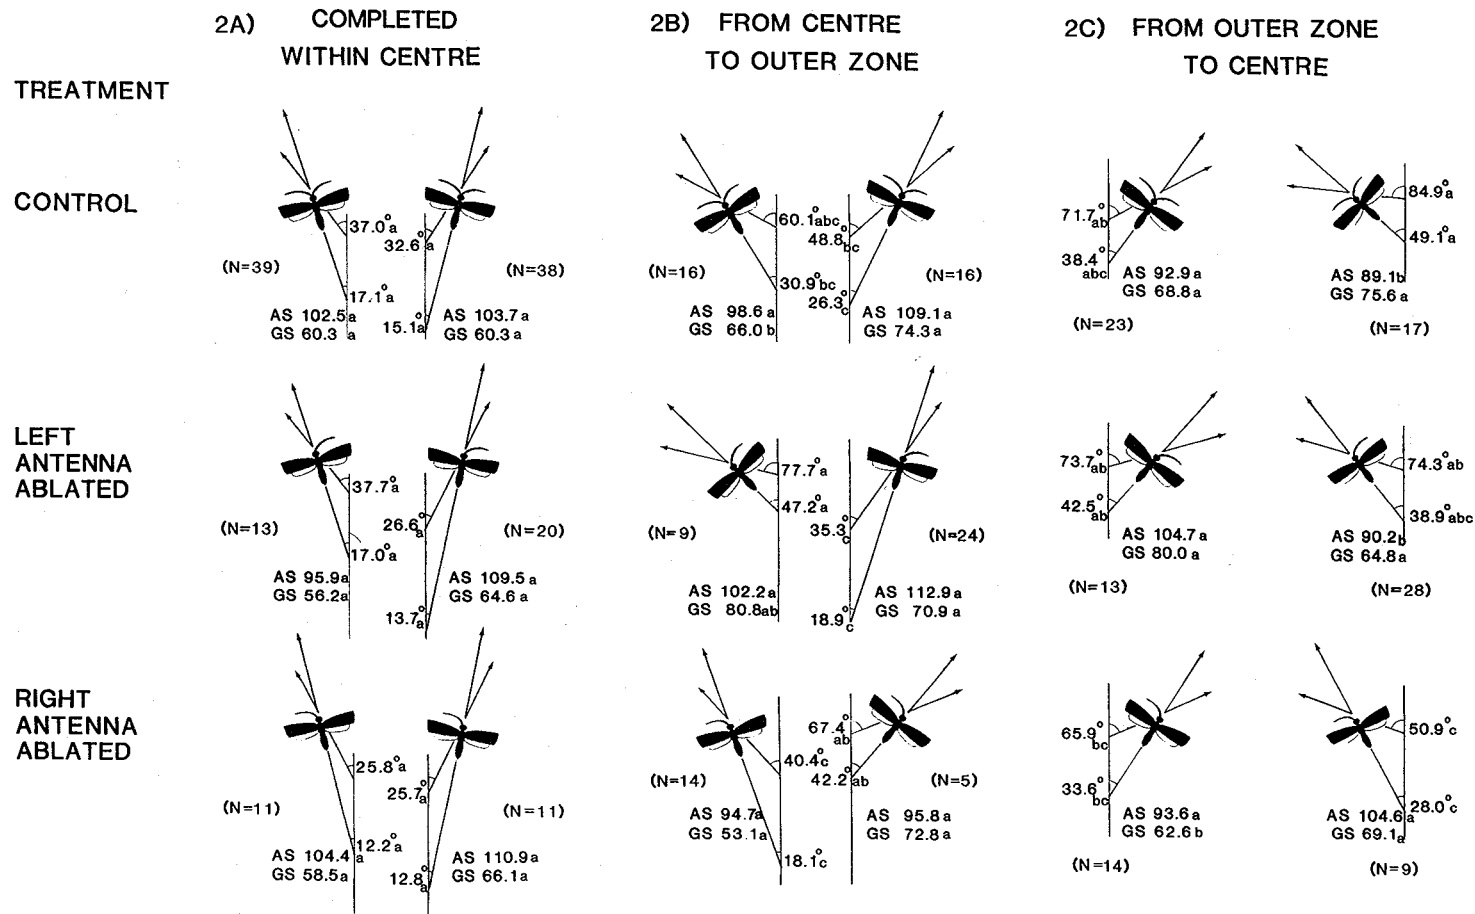 2A) COMPLETED
WITHIN CENTRE
2B) FROM CENTRE
TO OUTER ZONE
2C) FROM OUTER ZONE
TO CENTRE
TREATMENT
CONTROL
37.0°a
17.1°a
(N=39)
AS 102.5a
GS 60.3 a
32.6°a
15.1°a
(N=38)
AS 103.7a
GS 60.3a
60.1°abc
30.9°bc
(N=16)
AS 98.6a
GS 66.0b
48.8°bc
26.3°c
(N=16)
AS 109.1a
GS 74.3a
71.7°ab
38.4°abc
AS 92.9a
GS 68.8a
(N=23)
84.9°a
49.1°a
AS 89.1b
GS 75.6a
(N=17)
LEFT
ANTENNA
ABLATED
37.7°a
17.0°a
(N=13)
AS 95.9a
GS 56.2a
26.6°a
13.7°a
(N=20)
AS 109.5a
GS 64.6a
77.7°a
47.2°a
(N=9)
AS 102.2a
GS 80.8ab
35.3°c
18.9°c
(N=24)
AS 112.9a
GS 70.9a
73.7°ab
42.5°ab
AS 104.7a
GS 80.0a
(N=13)
74.3°ab
38.9°abc
AS 90.2b
GS 64.8a
(N=28)
RIGHT
ANTENNA
ABLATED
25.8°a
12.2°a
(N=11)
AS 104.4a
GS 58.5a
25.7°a
12.8°a
(N=11)
AS 110.9a
GS 66.1a
40.4°c
18.1°c
(N=14)
AS 94.7a
GS 53.1a
67.4°ab
42.2°ab
(N=5)
AS 95.8a
GS 72.8a
65.9°bc
33.6°bc
AS 93.6a
GS 62.6b
(N=14)
50.9°c
28.0°c
AS 104.6a
GS 69.1a
(N=9)